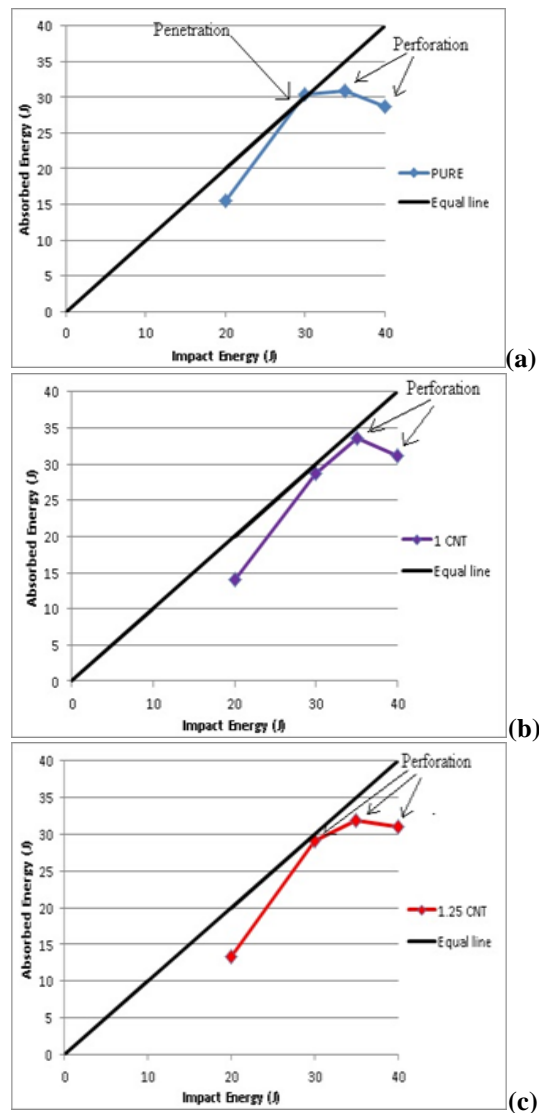 Penetration
Perforation
40
35
30
25
20
15
10
5
0
Absorbed Energy (J)
PURE
Equal line
0 10 20 30 40
Impact Energy (J)
(a)
Perforation
40
35
30
25
20
15
10
5
0
Absorbed Energy (J)
1 CNT
Equal line
0 10 20 30 40
Impact Energy (J)
(b)
Perforation
40
35
30
25
20
15
10
5
0
Absorbed Energy (J)
1.25 CNT
Equal line
0 10 20 30 40
Impact Energy (J)
(c)